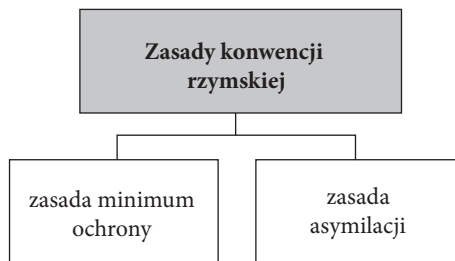 Zasady konwencji
rzymskiej
zasada minimum
ochrony
zasada
asymilacji